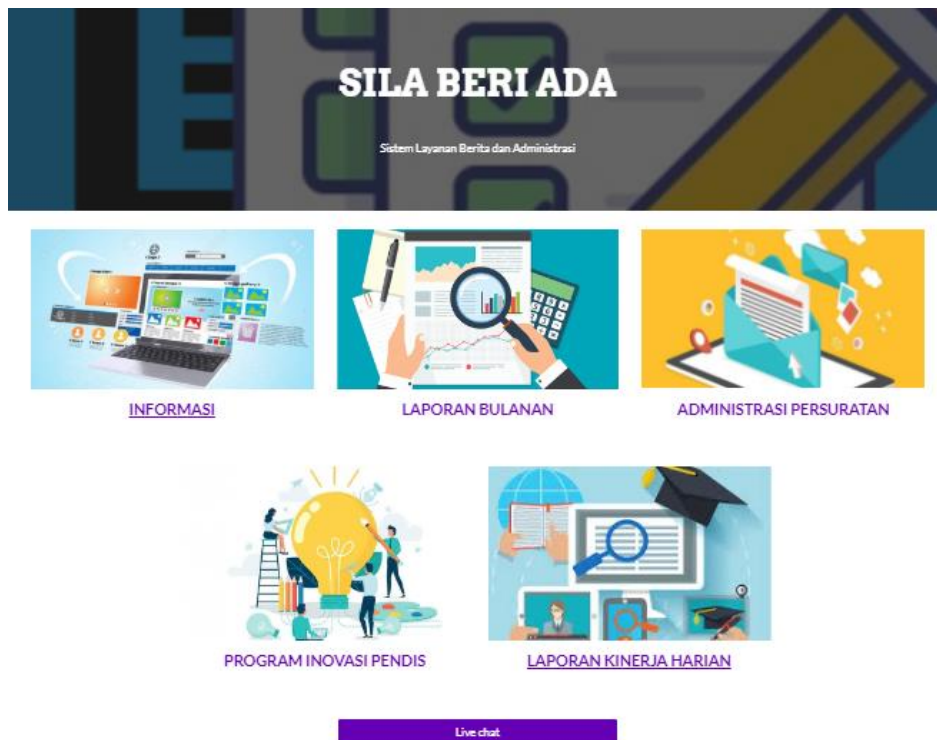 SILA BERI ADA
Sistem Layanan Berita dan Administrasi
INFORMASI
LAPORAN BULANAN
ADMINISTRASI PERSURATAN
PROGRAM INOVASI PENDIS
LAPORAN KINERJA HARIAN
Live chat